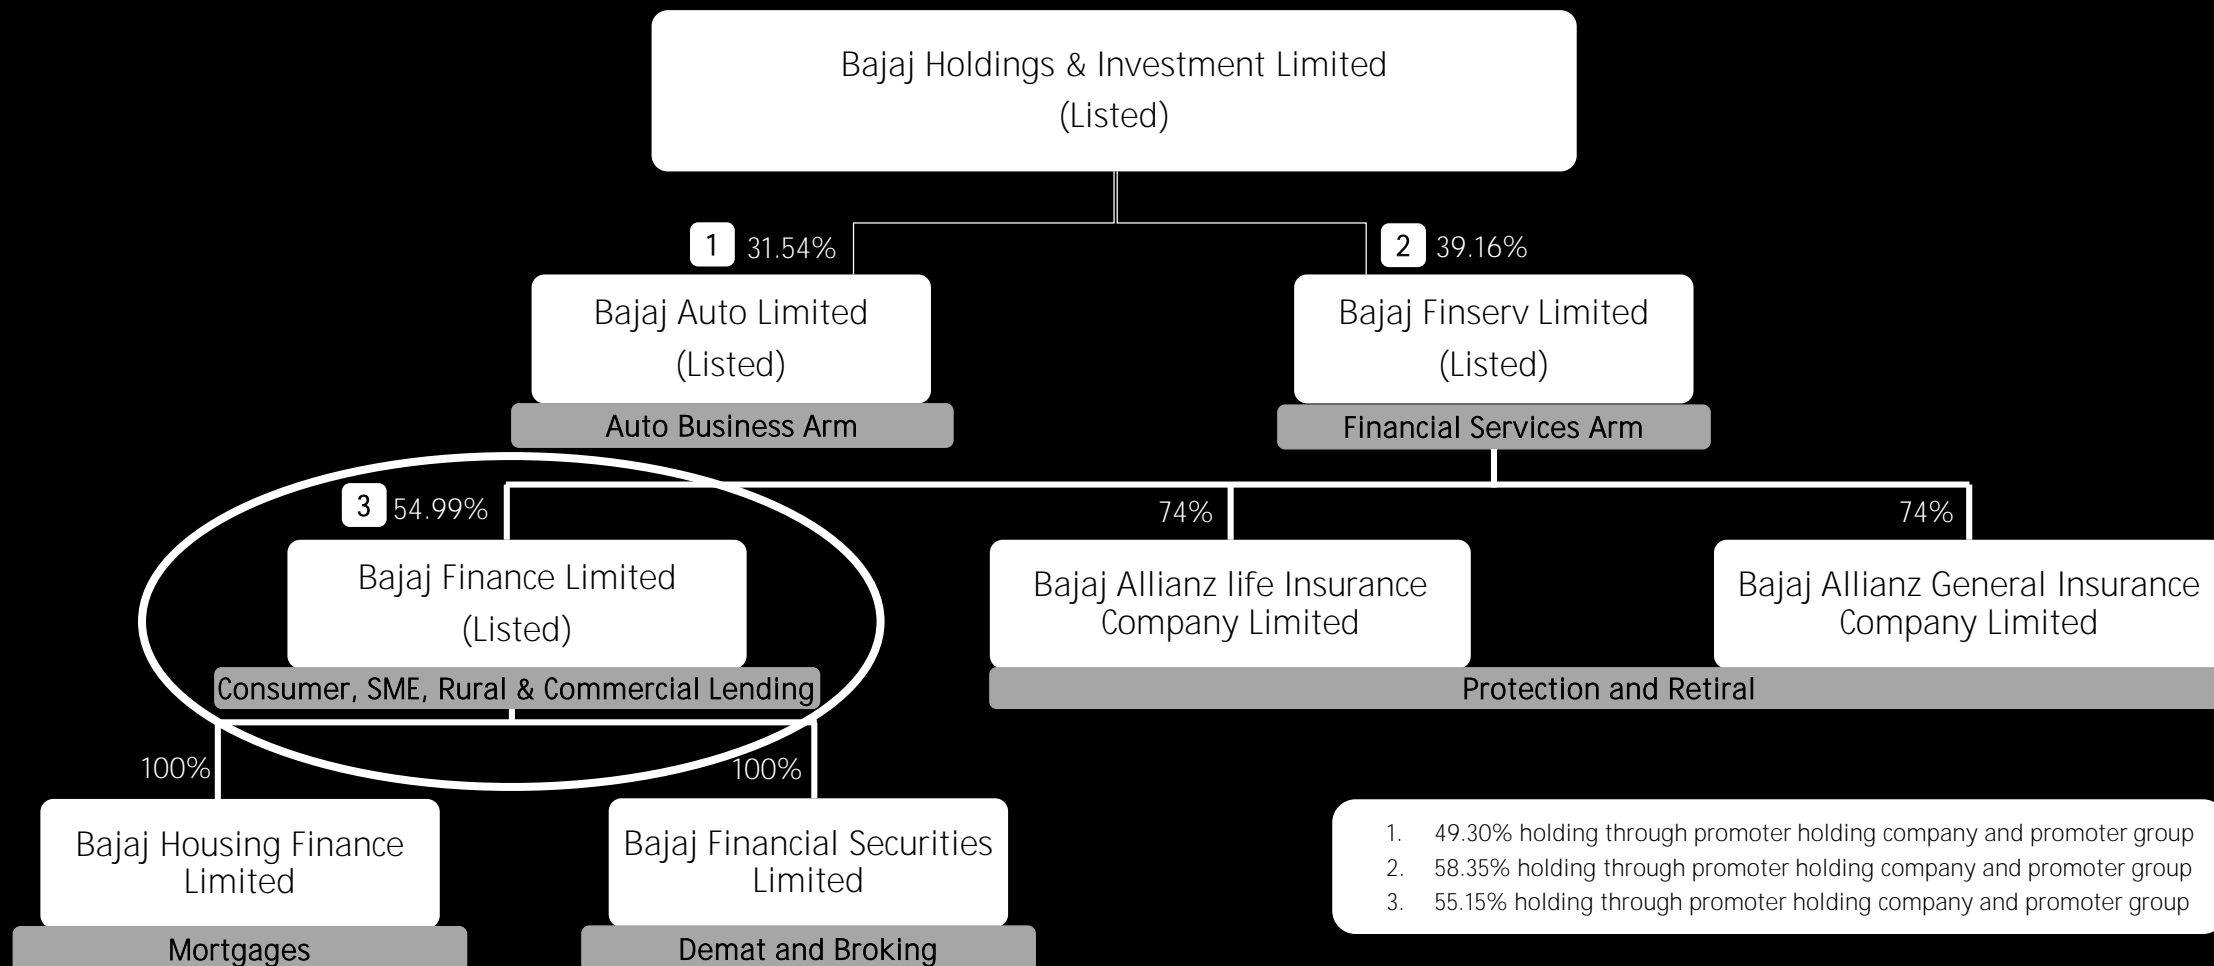 Bajaj Holdings & Investment Limited
(Listed)
1 31.54%
2 39.16%
Bajaj Auto Limited
(Listed)
Auto Business Arm
Bajaj Finserv Limited
(Listed)
Financial Services Arm
3 54.99%
74%
74%
Bajaj Finance Limited
(Listed)
Consumer, SME, Rural & Commercial Lending
Bajaj Allianz life Insurance
Company Limited
Bajaj Allianz General Insurance
Company Limited
Protection and Retiral
100%
100%
Bajaj Housing Finance
Limited
Mortgages
Bajaj Financial Securities
Limited
Demat and Broking
1. 49.30% holding through promoter holding company and promoter group
2. 58.35% holding through promoter holding company and promoter group
3. 55.15% holding through promoter holding company and promoter group